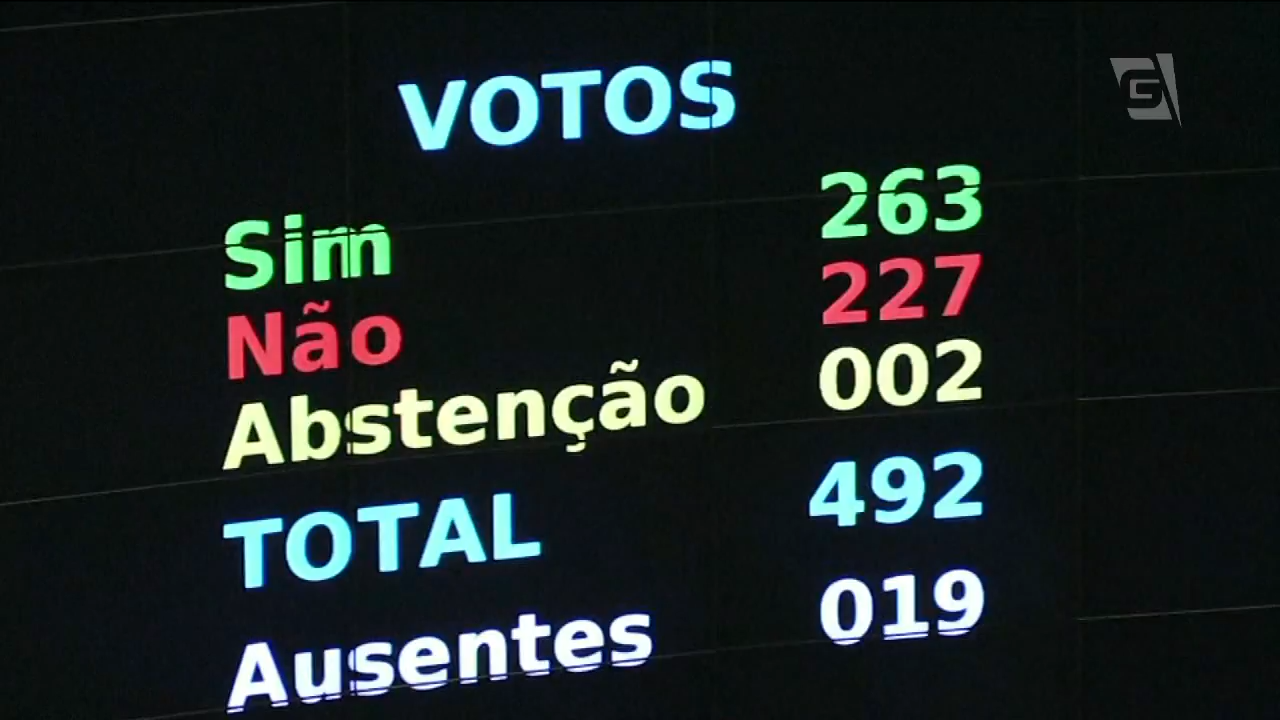 VOTOS
Sim 263
Não 227
Abstenção 002
TOTAL 492
Ausentes 019